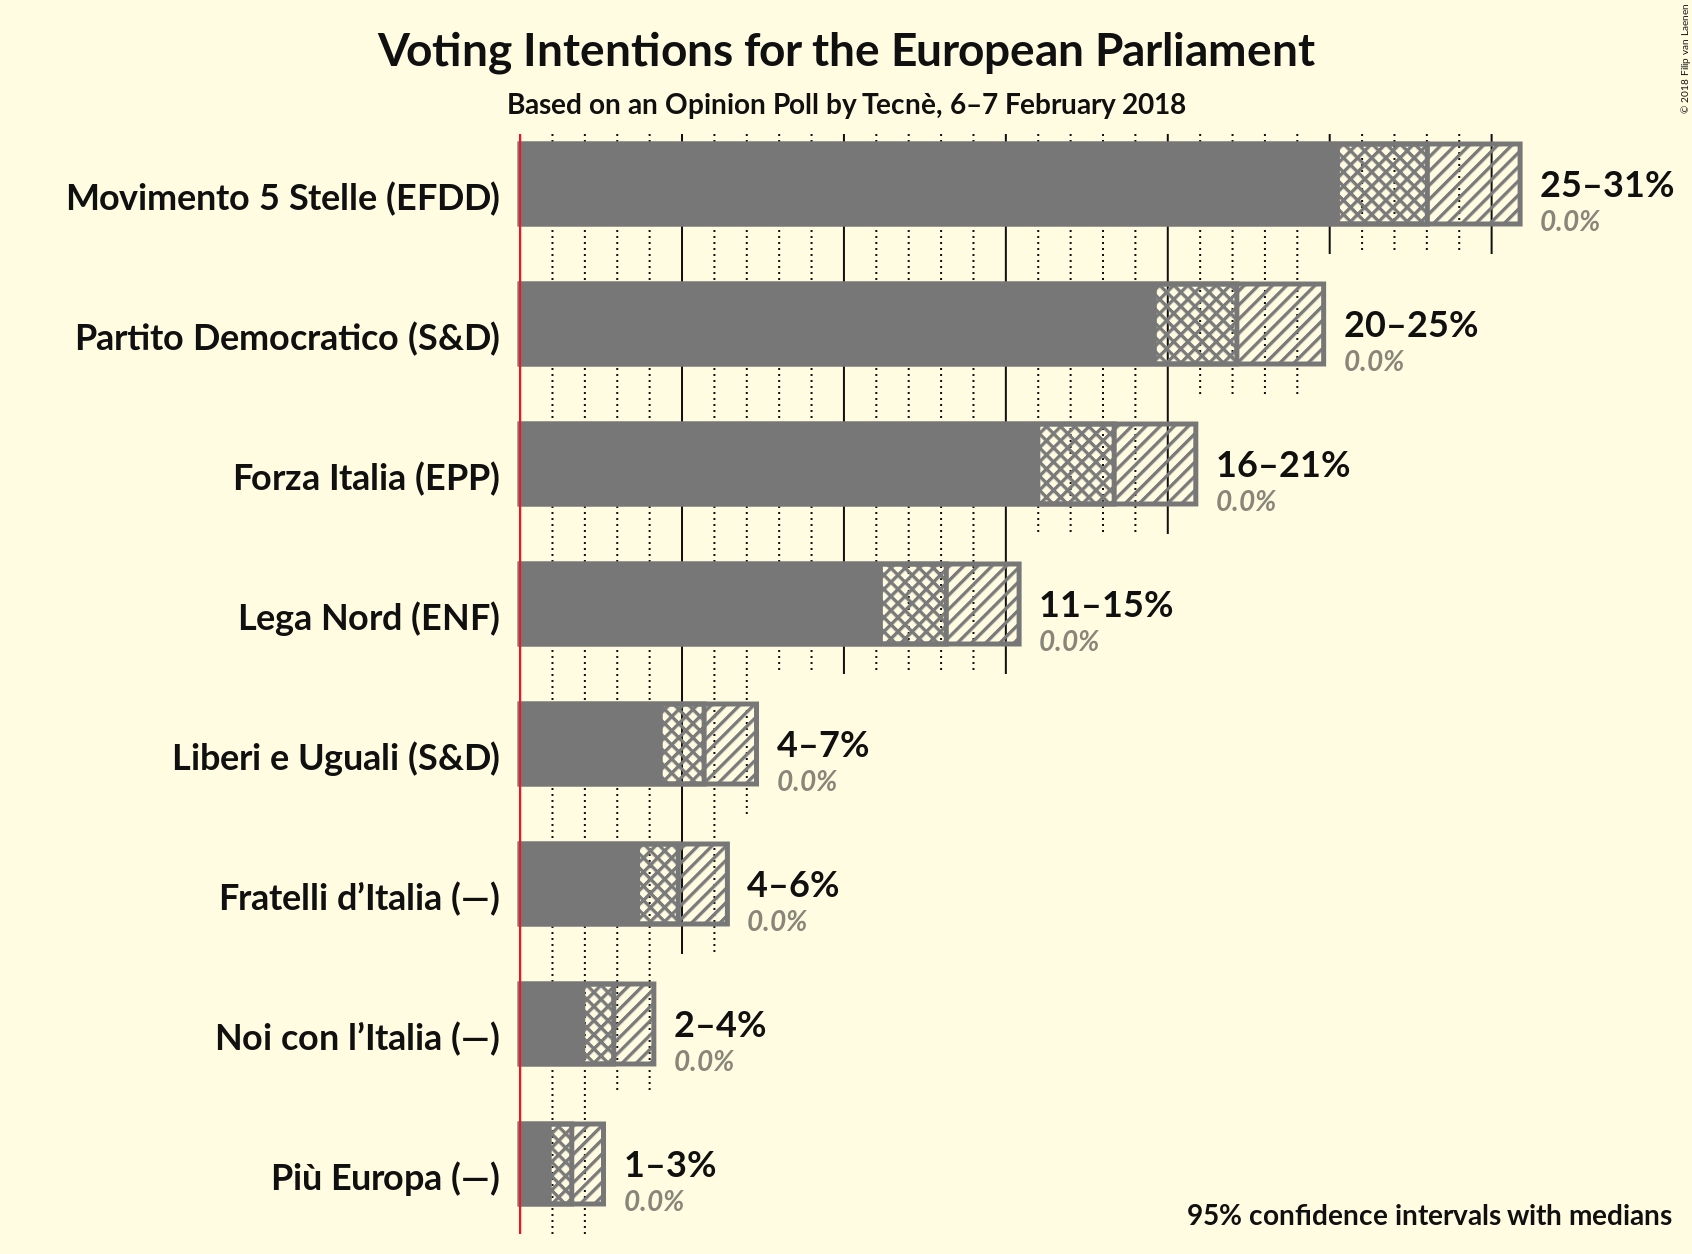 Voting Intentions for the European Parliament
Based on an Opinion Poll by Tecnè, 6–7 February 2018
© 2018 Filip van Laenen
Movimento 5 Stelle (EFDD)
25–31%
0.0%
Partito Democratico (S&D)
20–25%
0.0%
Forza Italia (EPP)
16–21%
0.0%
Lega Nord (ENF)
11–15%
0.0%
Liberi e Uguali (S&D)
4–7%
0.0%
Fratelli d’Italia (—)
4–6%
0.0%
Noi con l’Italia (—)
2–4%
0.0%
Più Europa (—)
1–3%
0.0%
95% confidence intervals with medians